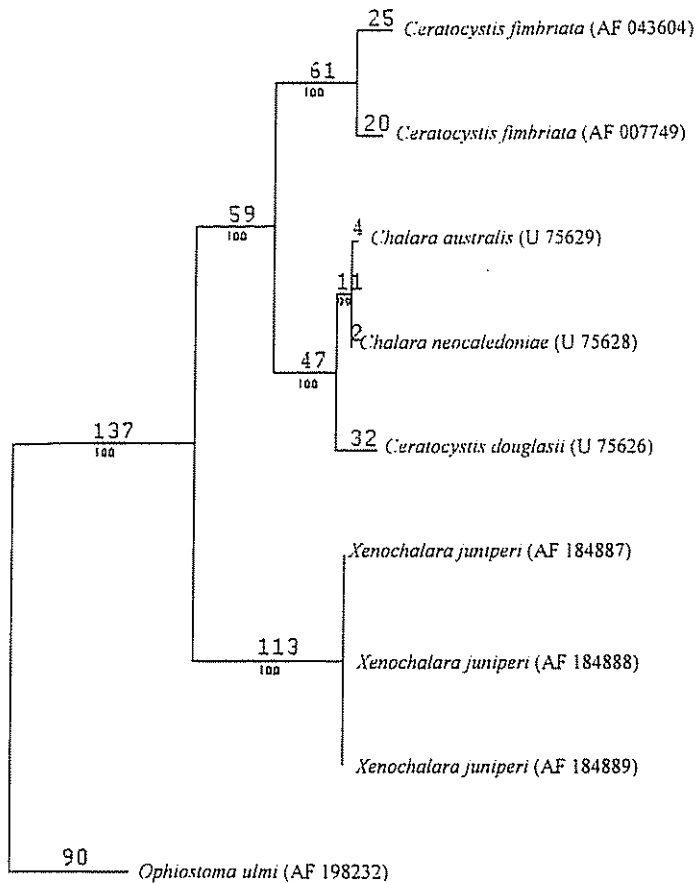 25 Ceratocystis fimbriata (AF 043604)
61
100
20 Ceratocystis fimbriata (AF 007749)
59
100
4 Chalara australis (U 75629)
11
2 Chalara neocaledoniae (U 75628)
47
100
32 Ceratocystis douglasii (U 75626)
137
100
Xenochalara juniperi (AF 184887)
113
100
Xenochalara juniperi (AF 184888)
Xenochalara juniperi (AF 184889)
90 Ophiostoma ulmi (AF 198232)